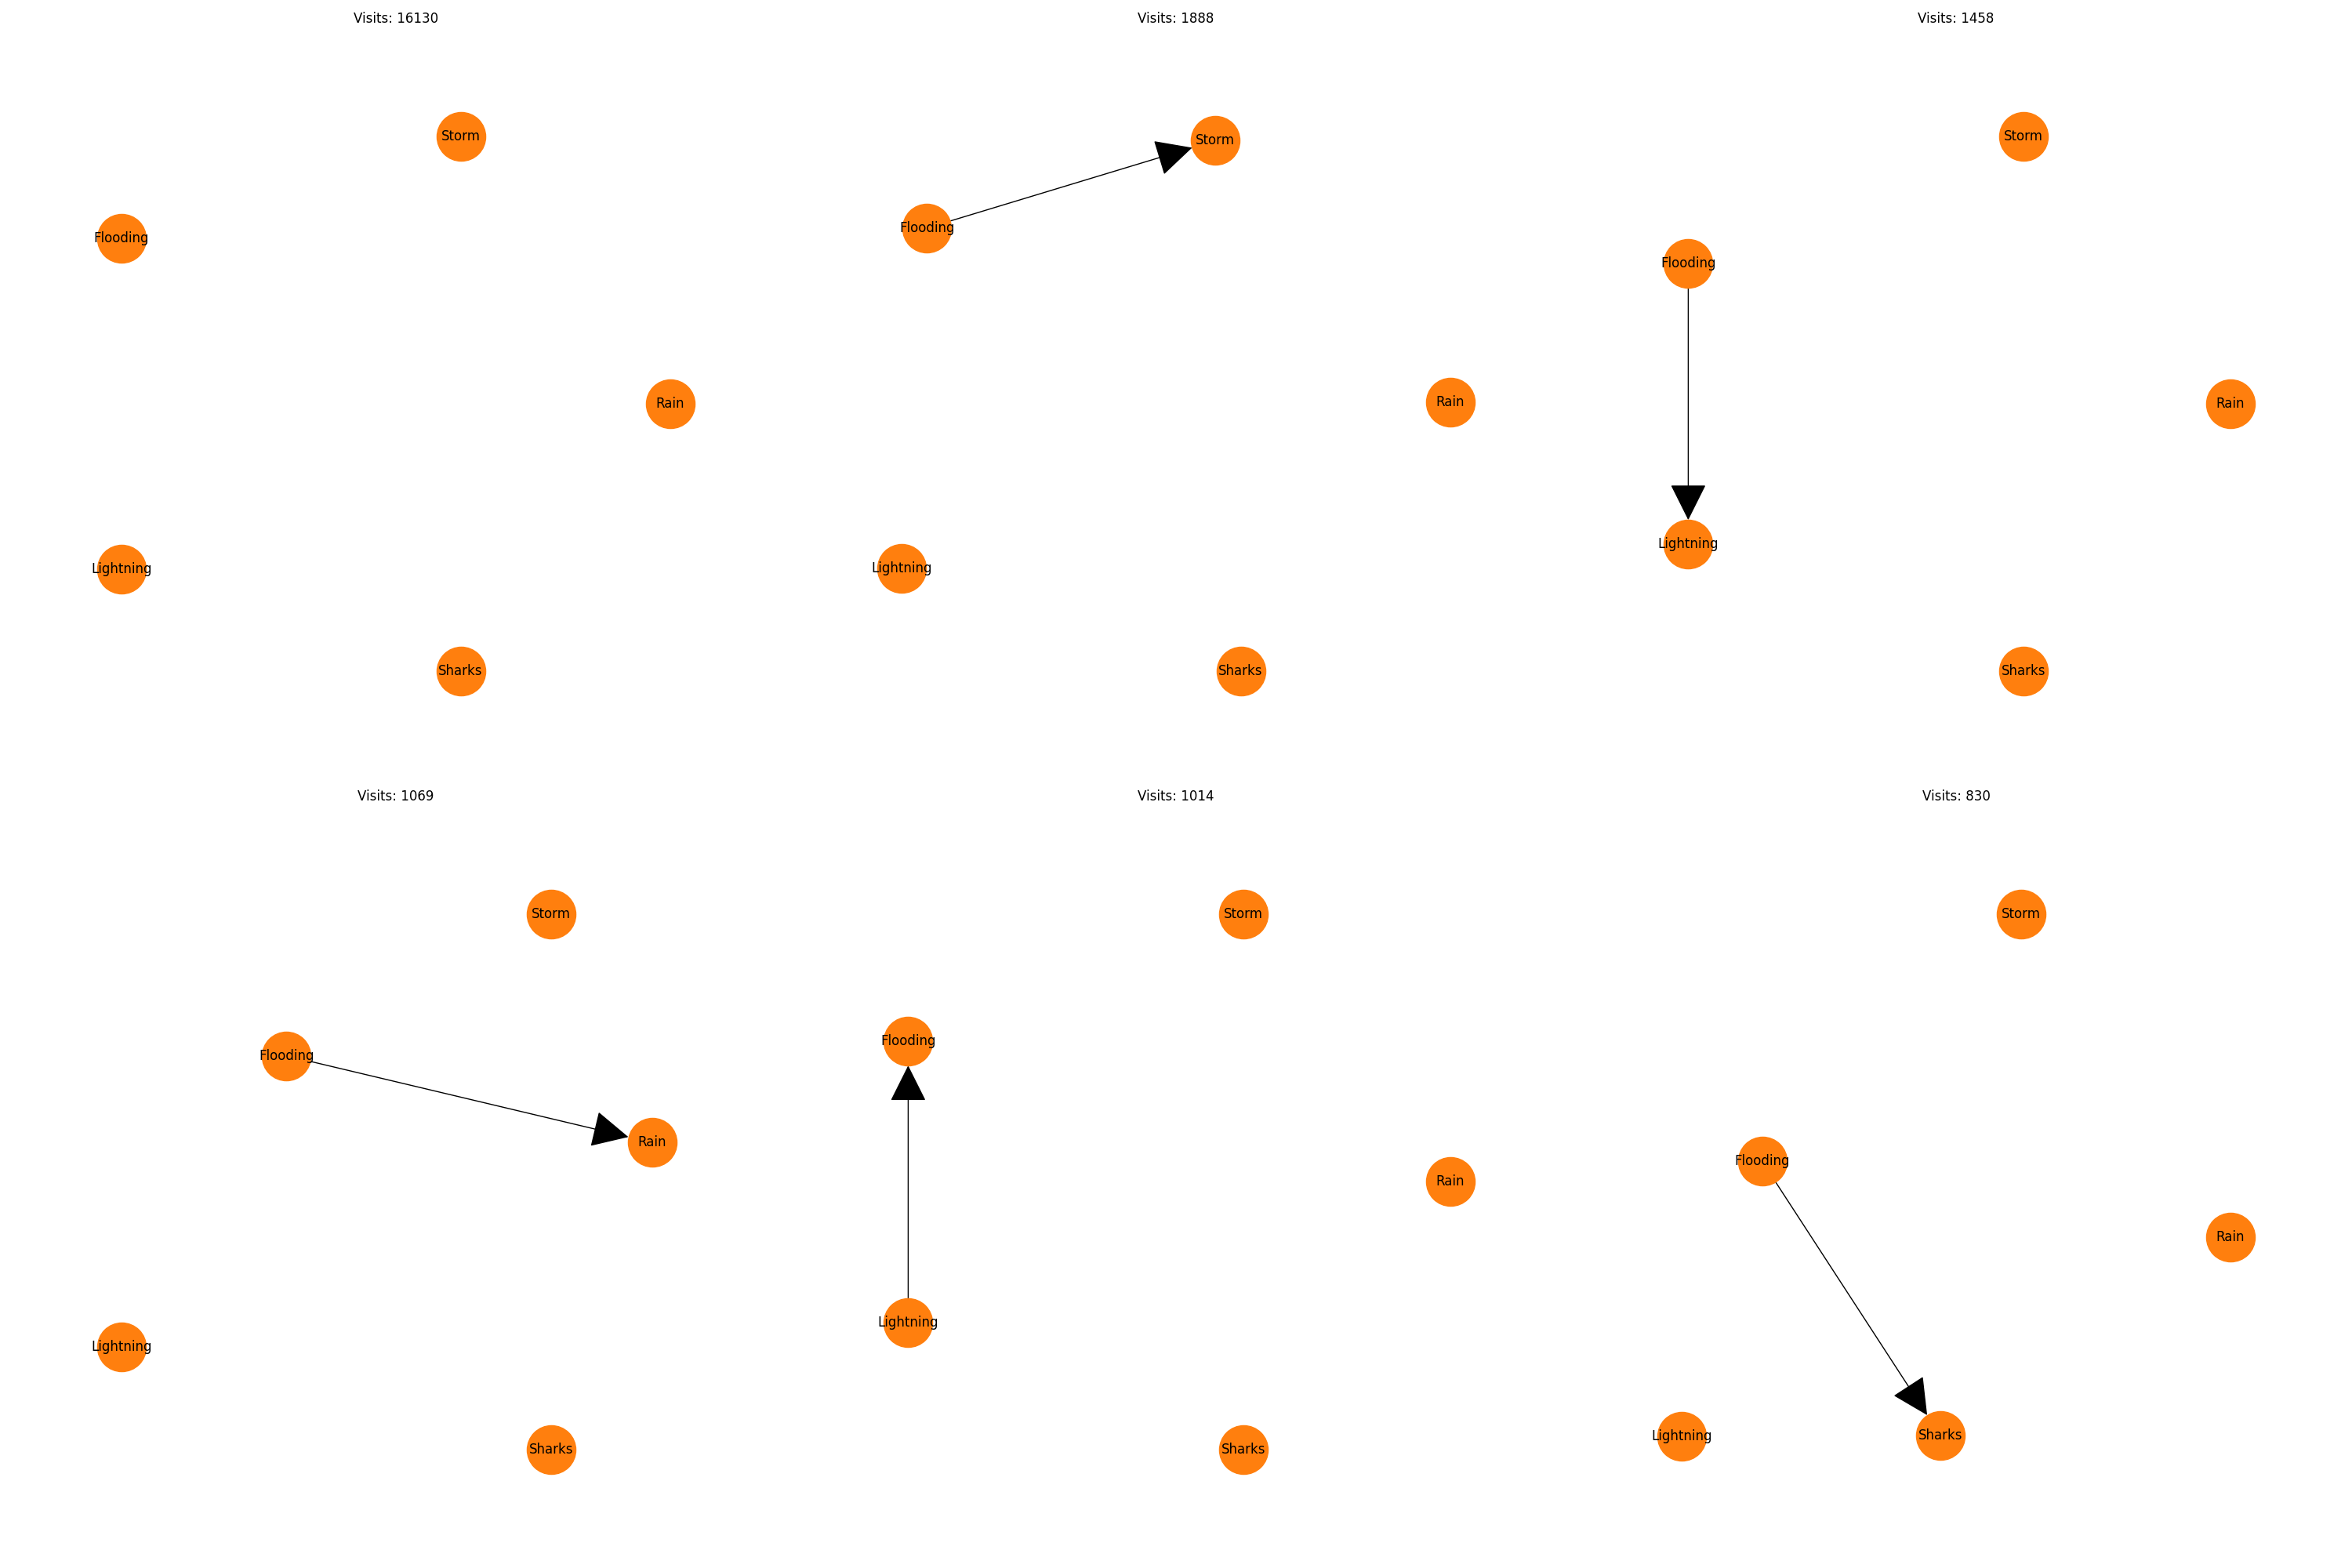 Visits: 16130
Storm
Flooding
Rain
Lightning
Sharks
Visits: 1888
Storm
Flooding
Rain
Lightning
Sharks
Visits: 1458
Storm
Flooding
Rain
Lightning
Sharks
Visits: 1069
Storm
Flooding
Rain
Lightning
Sharks
Visits: 1014
Storm
Flooding
Rain
Lightning
Sharks
Visits: 830
Storm
Flooding
Rain
Lightning
Sharks